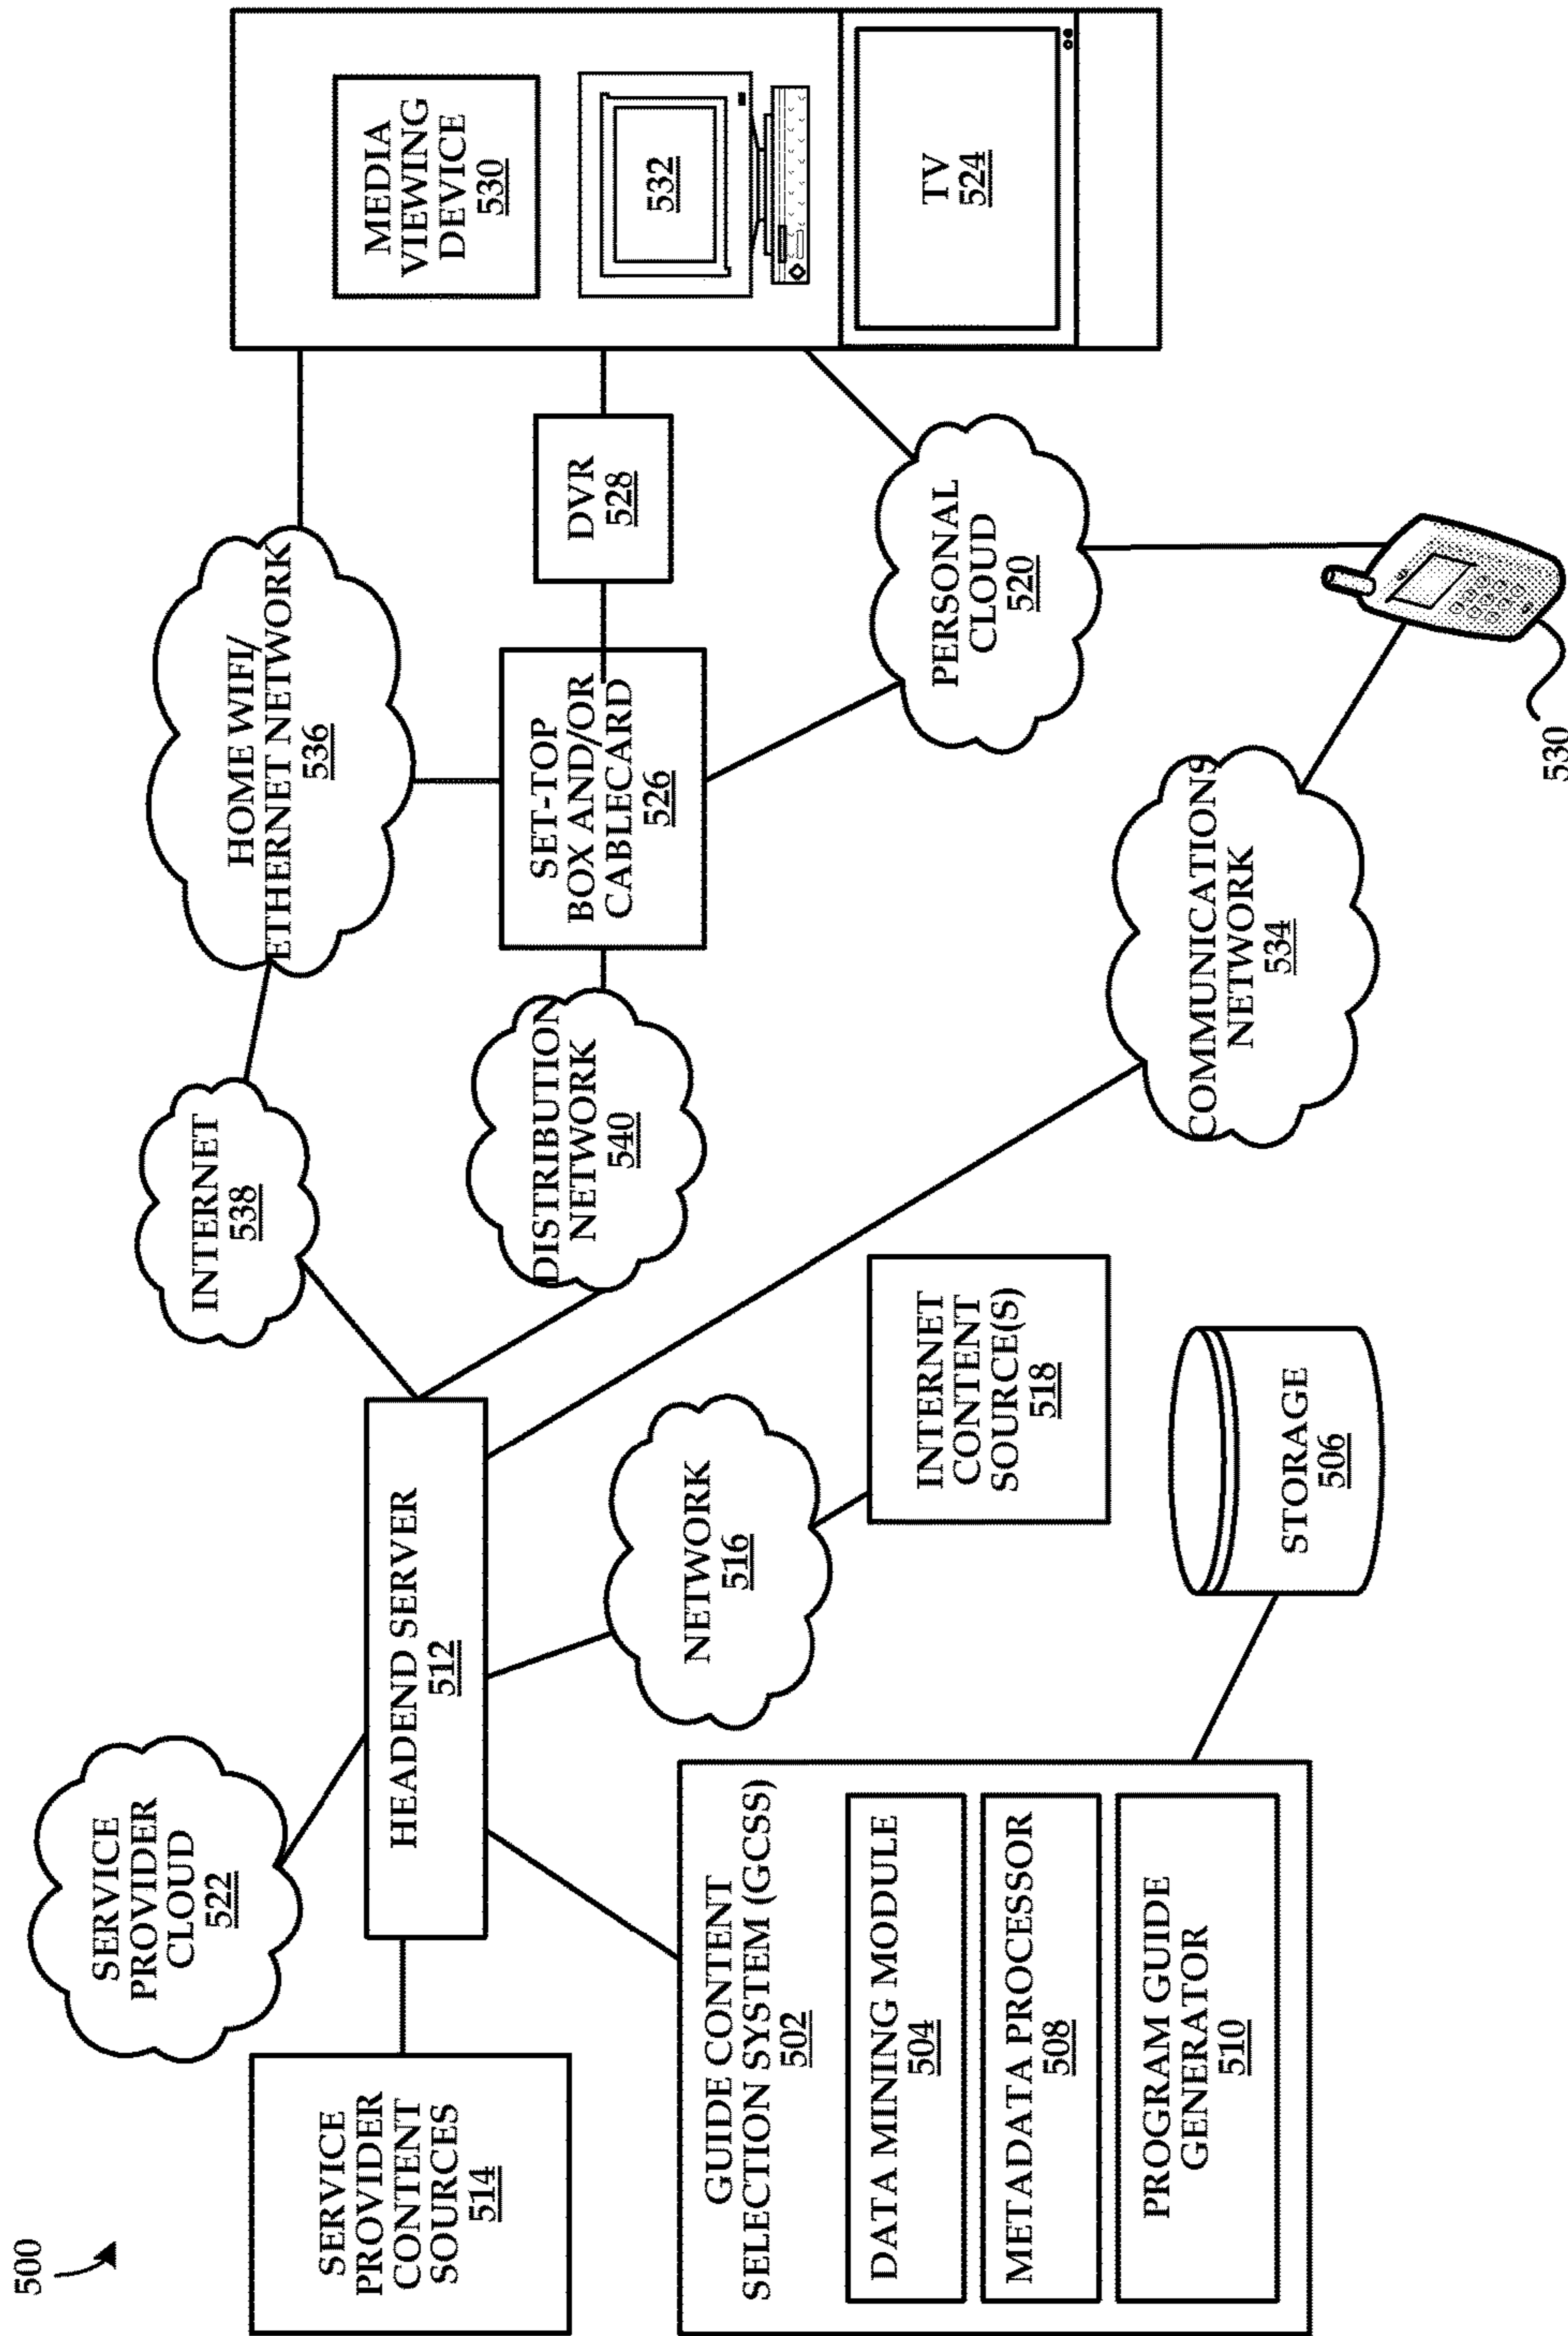 500
SERVICE
PROVIDER
CONTENT
SOURCES
514
SERVICE
PROVIDER
CLOUD
522
HEADEND SERVER
512
INTERNET
538
HOME WIFI/
ETHERNET NETWORK
536
MEDIA
VIEWING
DEVICE
530
532
TV
524
DISTRIBUTION
NETWORK
540
SET-TOP
BOX AND/OR
CABLECARD
526
DVR
528
PERSONAL
CLOUD
520
NETWORK
516
INTERNET
CONTENT
SOURCE(S)
518
COMMUNICATIONS
NETWORK
534
530
GUIDE CONTENT
SELECTION SYSTEM (GCSS)
502
DATA MINING MODULE
504
METADATA PROCESSOR
508
PROGRAM GUIDE
GENERATOR
510
STORAGE
506